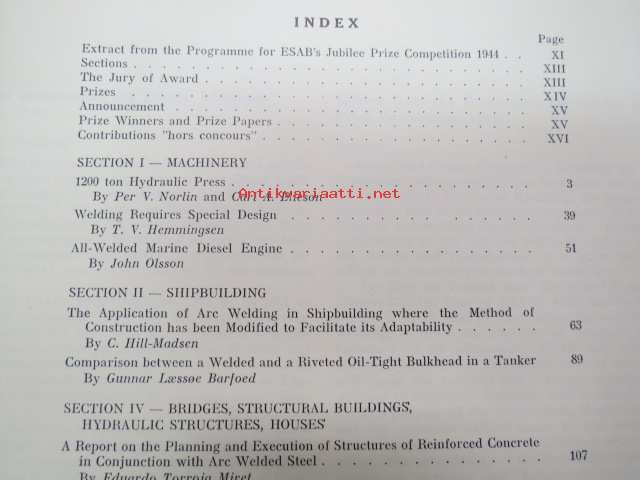 INDEX
Page
Extract from the Programme for ESAB's Jubilee Prize Competition 1944 . . XI
Sections . . . . . . . . . . . . . . . . . . . . XIII
The Jury of Award . . . . . . . . . . . . . . . . XIII
Prizes . . . . . . . . . . . . . . . . . . . . XIV
Announcement . . . . . . . . . . . . . . . . . . XV
Prize Winners and Prize Papers . . . . . . . . . . . . XV
Contributions "hors concours" . . . . . . . . . . . . . XVI
SECTION I — MACHINERY
1200 ton Hydraulic Press . . . . . . . . . . . . . . 3
Antikvariaatti.net
By Per V. Norlin and Carl A. Ericson
Welding Requires Special Design . . . . . . . . . . . 39
By T. V. Hemmingsen
All-Welded Marine Diesel Engine . . . . . . . . . . . . 51
By John Olsson
SECTION II — SHIPBUILDING
The Application of Arc Welding in Shipbuilding where the Method of
Construction has been Modified to Facilitate its Adaptability . . . . . . 63
By C. Hill-Madsen
Comparison between a Welded and a Riveted Oil-Tight Bulkhead in a Tanker 89
By Gunnar Læssøe Barfoed
SECTION IV — BRIDGES, STRUCTURAL BUILDINGS,
HYDRAULIC STRUCTURES, HOUSES
A Report on the Planning and Execution of Structures of Reinforced Concrete
in Conjunction with Arc Welded Steel . . . . . . . . . . . 107
By Eduardo Torroja Miret